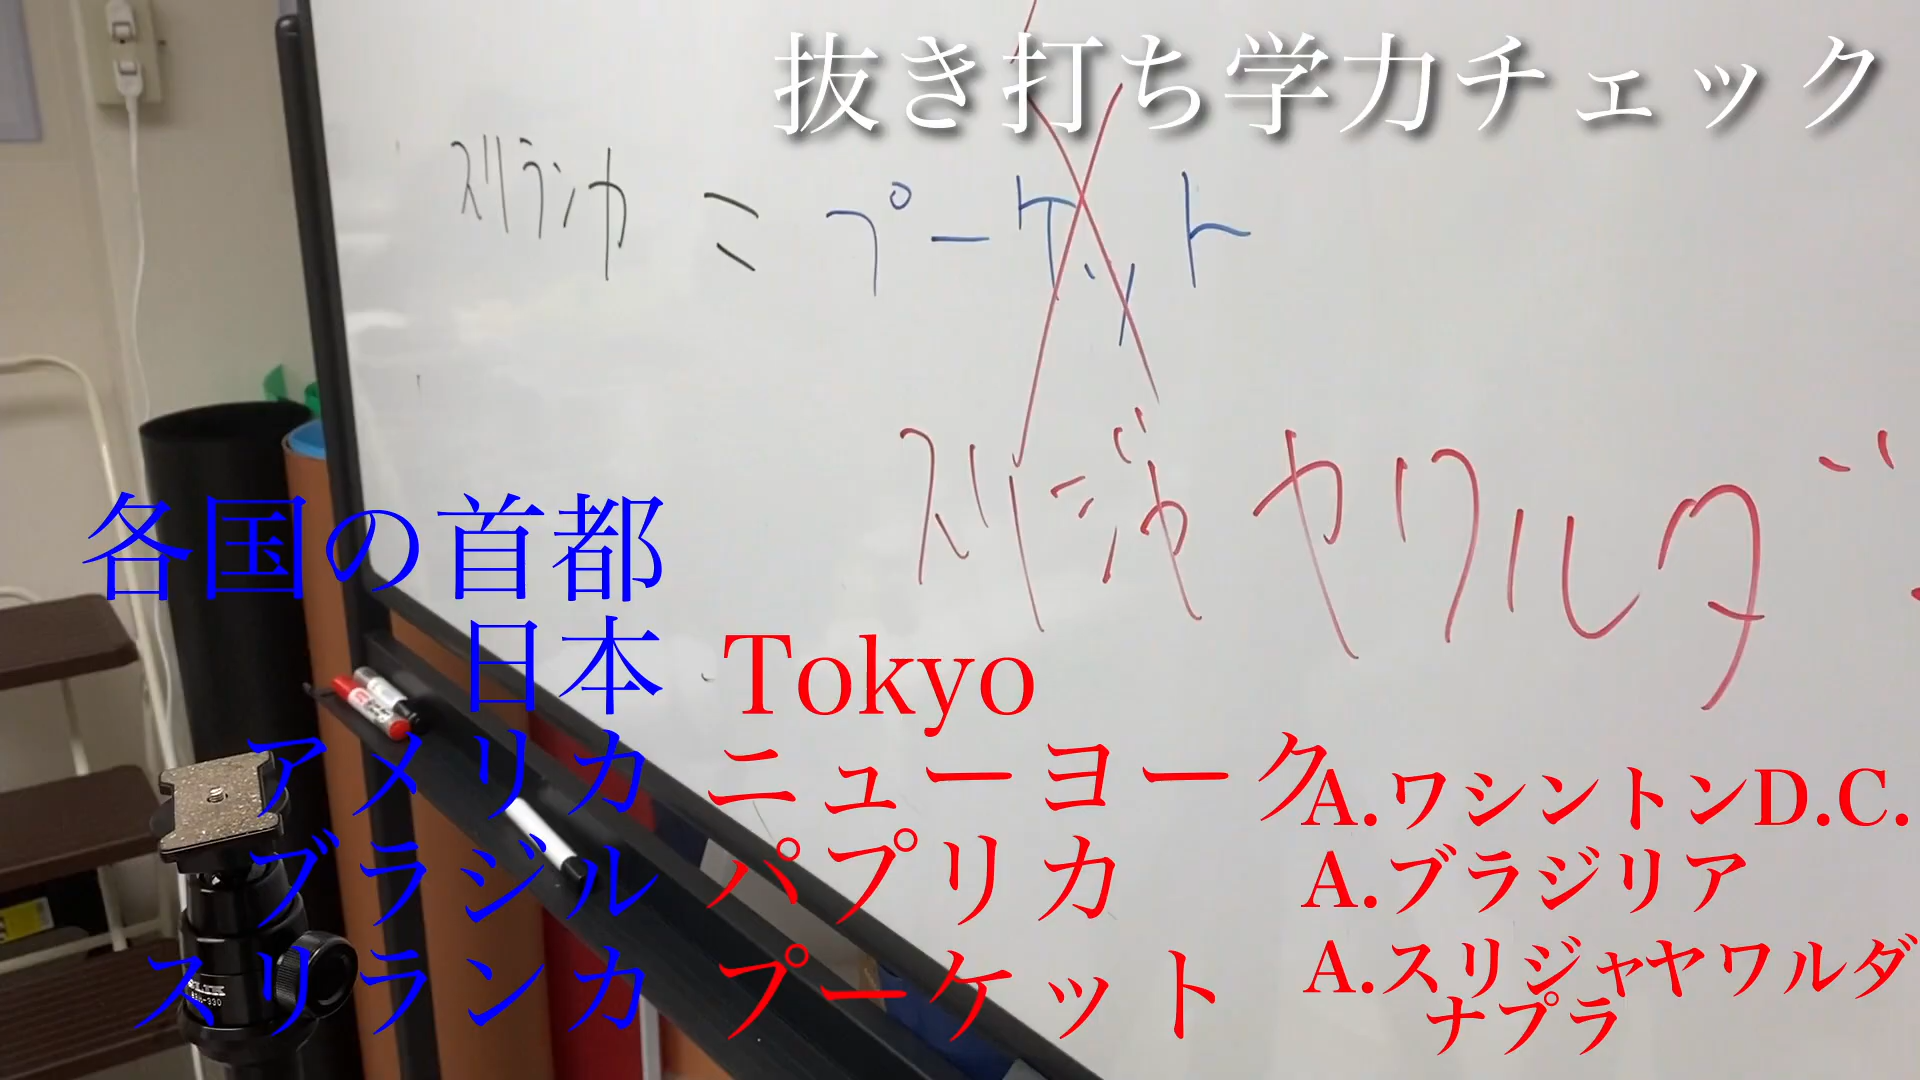 抜き打ち学力チェック
スリランカ = プーケット
スリジャヤワルダ
各国の首都
日本 Tokyo
アメリカ ニューヨーク A.ワシントンD.C.
ブラジル パプリカ A.ブラジリア
スリランカ プーケット A.スリジャヤワルダ
ナプラ